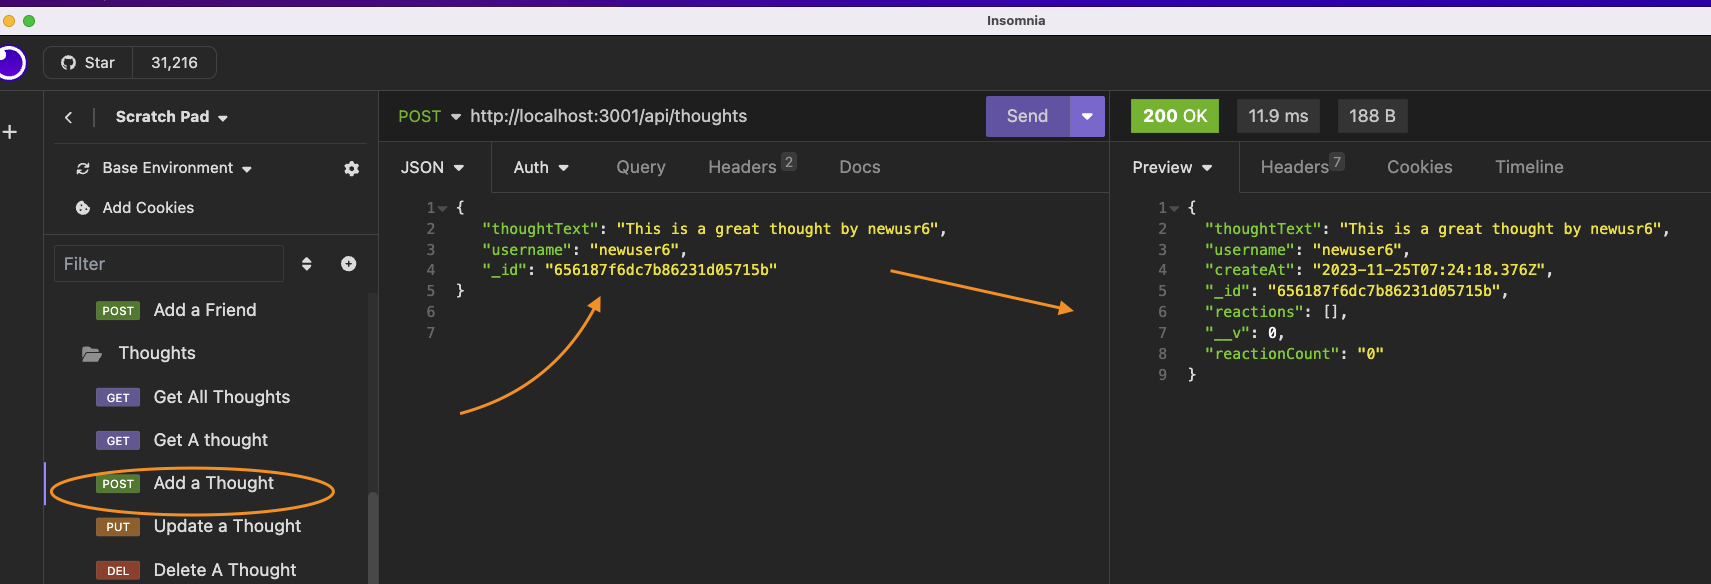 Insomnia
Star 31,216
Scratch Pad
Base Environment
Add Cookies
Filter
POST Add a Friend
Thoughts
GET Get All Thoughts
GET Get A thought
POST Add a Thought
PUT Update a Thought
DEL Delete A Thought
POST http://localhost:3001/api/thoughts Send
JSON Auth Query Headers 2 Docs
1 {
2 "thoughtText": "This is a great thought by newusr6",
3 "username": "newuser6",
4 "_id": "656187f6dc7b86231d05715b"
5 }
6
7
200 OK 11.9 ms 188 B
Preview Headers 7 Cookies Timeline
1 {
2 "thoughtText": "This is a great thought by newusr6",
3 "username": "newuser6",
4 "createAt": "2023-11-25T07:24:18.376Z",
5 "_id": "656187f6dc7b86231d05715b",
6 "reactions": [],
7 "__v": 0,
8 "reactionCount": "0"
9 }